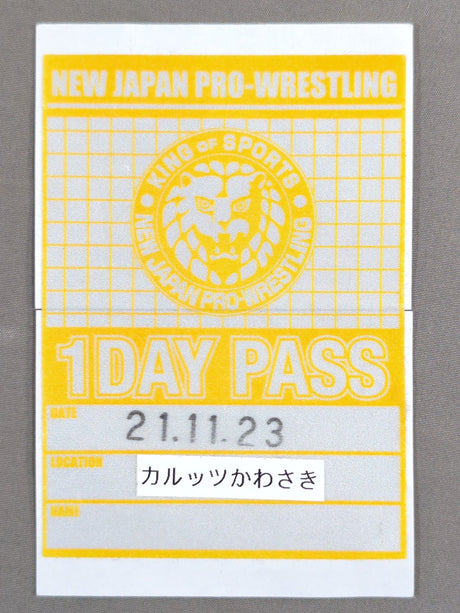 NEW JAPAN PRO-WRESTLING
KING OF SPORTS
NEW JAPAN PRO-WRESTLING
1DAY PASS
DATE
21.11.23
LOCATION
カルッツかわさき
NAME